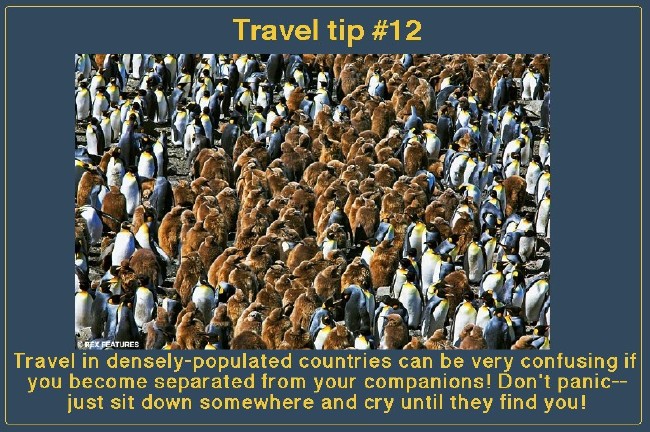 Travel tip #12
© REX FEATURES
Travel in densely-populated countries can be very confusing if
you become separated from your companions! Don't panic--
just sit down somewhere and cry until they find you!